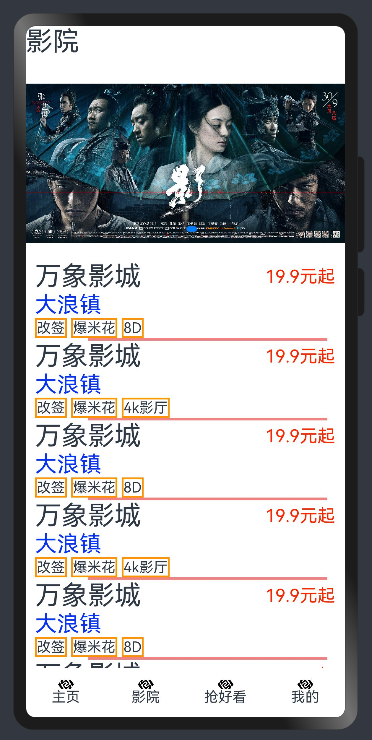 影院
影
万象影城 19.9元起
大浪镇
改签 爆米花 8D
万象影城 19.9元起
大浪镇
改签 爆米花 4k影厅
万象影城 19.9元起
大浪镇
改签 爆米花 8D
万象影城 19.9元起
大浪镇
改签 爆米花 4k影厅
万象影城 19.9元起
大浪镇
改签 爆米花 8D
主页 影院 抢好看 我的